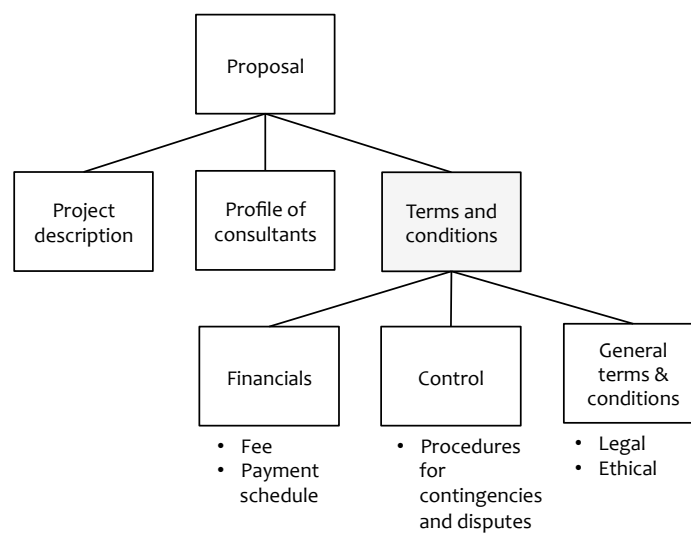 Proposal
Project
description
Profile of
consultants
Terms and
conditions
Financials
Control
General
terms &
conditions
• Fee
• Payment
schedule
• Procedures
for
contingencies
and disputes
• Legal
• Ethical